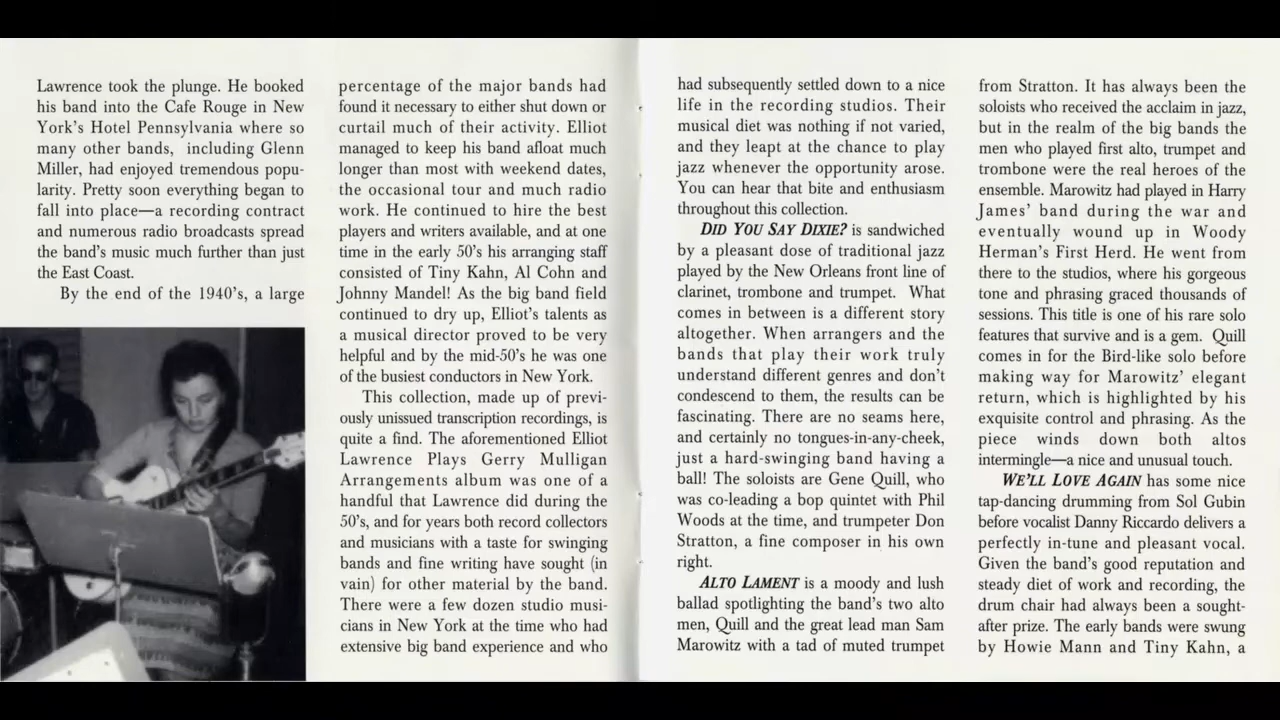 Lawrence took the plunge. He booked
his band into the Cafe Rouge in New
York's Hotel Pennsylvania where so
many other bands, including Glenn
Miller, had enjoyed tremendous popu-
larity. Pretty soon everything began to
fall into place—a recording contract
and numerous radio broadcasts spread
the band's music much further than just
the East Coast.
By the end of the 1940's, a large
percentage of the major bands had
found it necessary to either shut down or
curtail much of their activity. Elliot
managed to keep his band afloat much
longer than most with weekend dates,
the occasional tour and much radio
work. He continued to hire the best
players and writers available, and at one
time in the early 50's his arranging staff
consisted of Tiny Kahn, Al Cohn and
Johnny Mandel! As the big band field
continued to dry up, Elliot's talents as
a musical director proved to be very
helpful and by the mid-50's he was one
of the busiest conductors in New York.
This collection, made up of previ-
ously unissued transcription recordings, is
quite a find. The aforementioned Elliot
Lawrence Plays Gerry Mulligan
Arrangements album was one of a
handful that Lawrence did during the
50's, and for years both record collectors
and musicians with a taste for swinging
bands and fine writing have sought (in
vain) for other material by the band.
There were a few dozen studio musi-
cians in New York at the time who had
extensive big band experience and who
had subsequently settled down to a nice
life in the recording studios. Their
musical diet was nothing if not varied,
and they leapt at the chance to play
jazz whenever the opportunity arose.
You can hear that bite and enthusiasm
throughout this collection.
DID YOU SAY DIXIE? is sandwiched
by a pleasant dose of traditional jazz
played by the New Orleans front line of
clarinet, trombone and trumpet. What
comes in between is a different story
altogether. When arrangers and the
bands that play their work truly
understand different genres and don't
condescend to them, the results can be
fascinating. There are no seams here,
and certainly no tongues-in-any-cheek,
just a hard-swinging band having a
ball! The soloists are Gene Quill, who
was co-leading a bop quintet with Phil
Woods at the time, and trumpeter Don
Stratton, a fine composer in his own
right.
ALTO LAMENT is a moody and lush
ballad spotlighting the band's two alto
men, Quill and the great lead man Sam
Marowitz with a tad of muted trumpet
from Stratton. It has always been the
soloists who received the acclaim in jazz,
but in the realm of the big bands the
men who played first alto, trumpet and
trombone were the real heroes of the
ensemble. Marowitz had played in Harry
James' band during the war and
eventually wound up in Woody
Herman's First Herd. He went from
there to the studios, where his gorgeous
tone and phrasing graced thousands of
sessions. This title is one of his rare solo
features that survive and is a gem. Quill
comes in for the Bird-like solo before
making way for Marowitz' elegant
return, which is highlighted by his
exquisite control and phrasing. As the
piece winds down both altos
intermingle—a nice and unusual touch.
WE'LL LOVE AGAIN has some nice
tap-dancing drumming from Sol Gubin
before vocalist Danny Riccardo delivers a
perfectly in-tune and pleasant vocal.
Given the band's good reputation and
steady diet of work and recording, the
drum chair had always been a sought-
after prize. The early bands were swung
by Howie Mann and Tiny Kahn, a